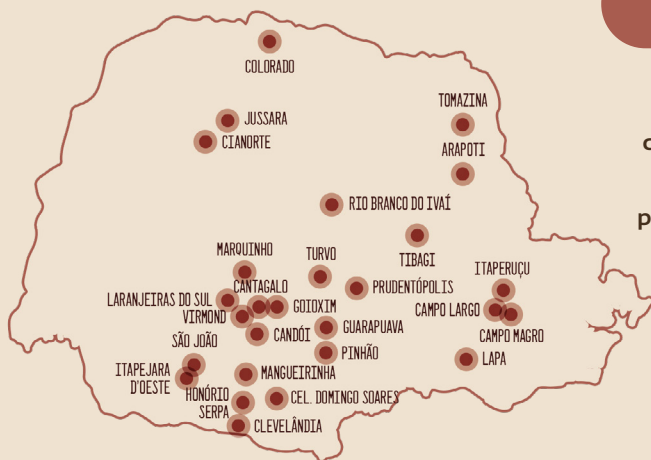 COLORADO
TOMAZINA
JUSSARA
CIANORTE
ARAPOTI
RIO BRANCO DO IVAÍ
TIBAGI
MARQUINHO
TURVO
ITAPERUÇU
CANTAGALO
PRUDENTÓPOLIS
LARANJEIRAS DO SUL
GOIOXIM
CAMPO LARGO
VIRMOND
GUARAPUAVA
CANDÓI
CAMPO MAGRO
SÃO JOÃO
PINHÃO
LAPA
ITAPEJARA
D'OESTE
MANGUEIRINHA
HONÓRIO
SERPA
CEL. DOMINGO SOARES
CLEVELÂNDIA